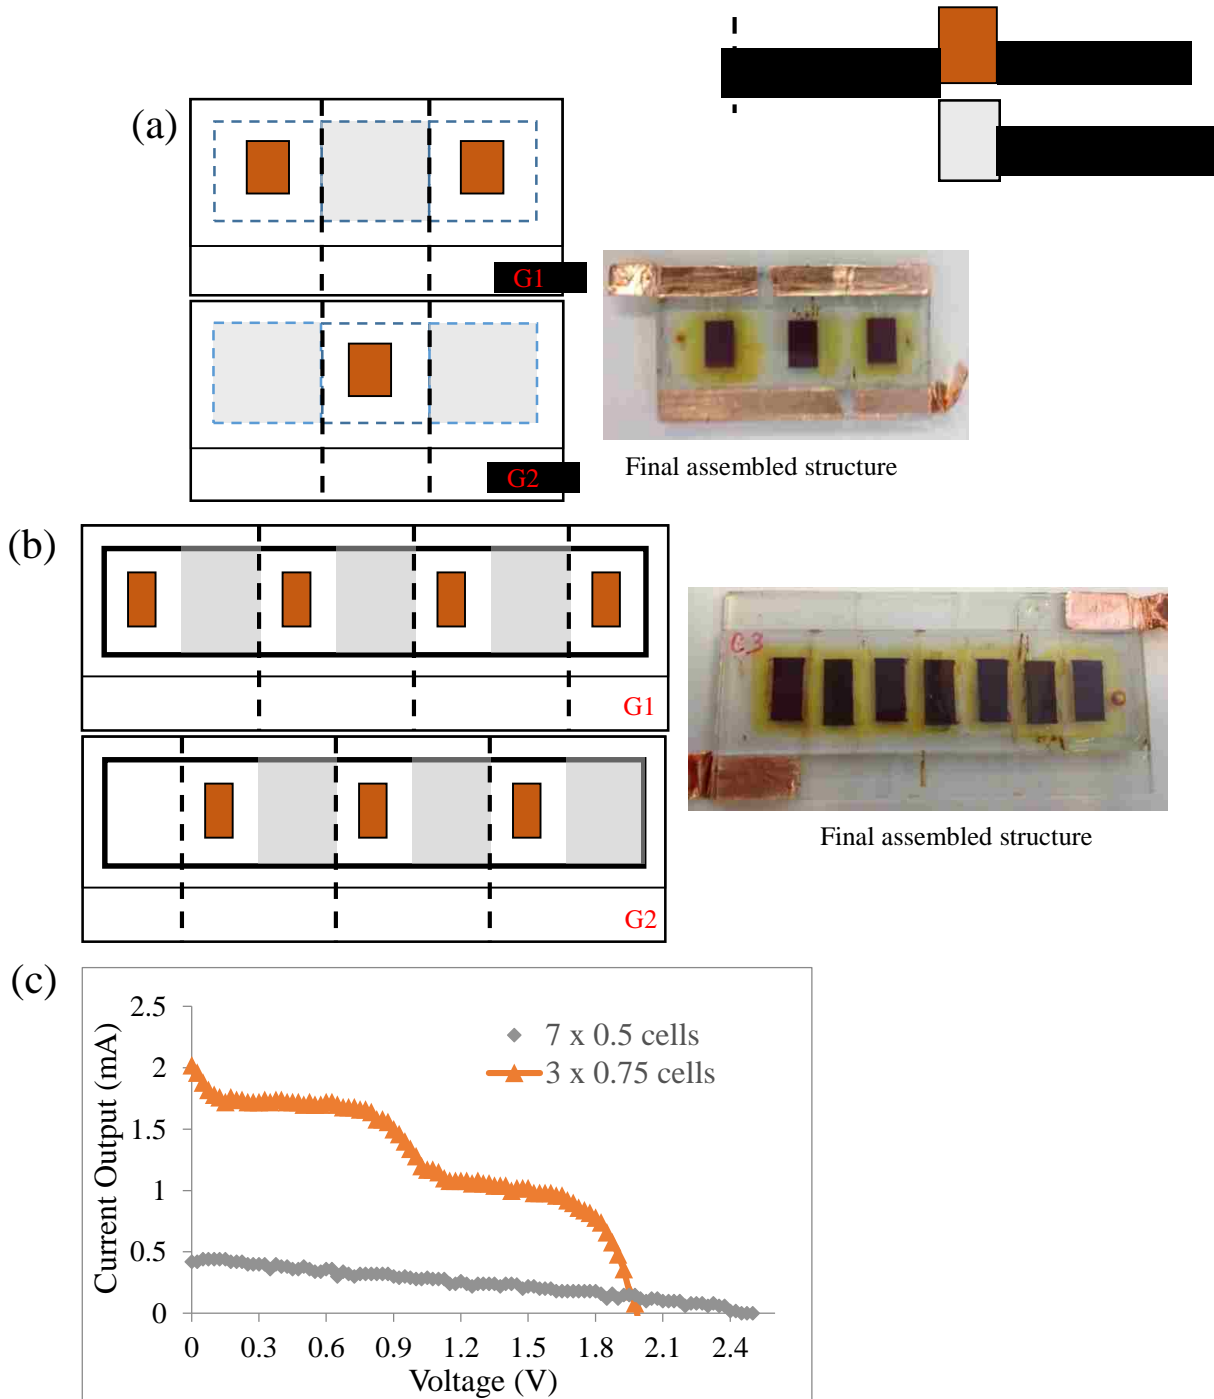 (a)
G1
G2
Final assembled structure
(b)
G1
G2
C3
Final assembled structure
(c)
Current Output (mA)
2.5
2
1.5
1
0.5
0
7 x 0.5 cells
3 x 0.75 cells
0 0.3 0.6 0.9 1.2 1.5 1.8 2.1 2.4
Voltage (V)